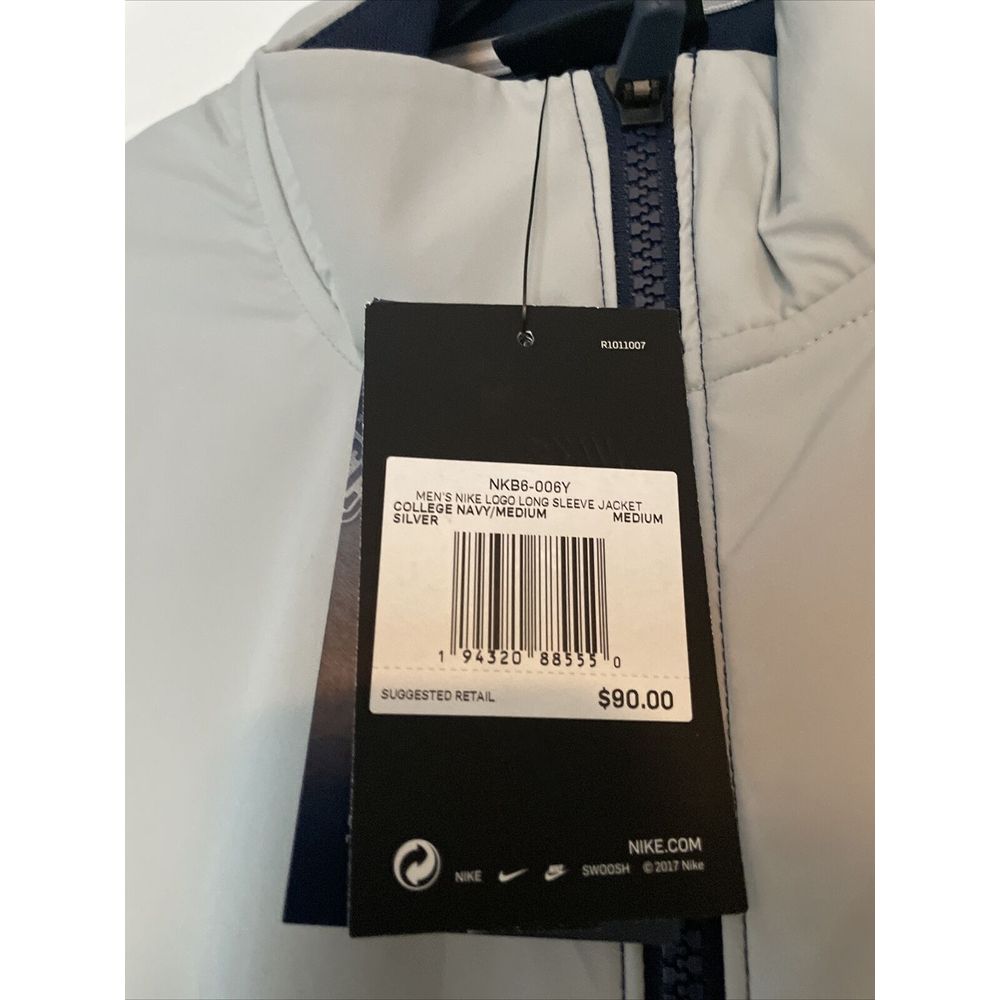 R1011007
NKB6-006Y
MEN'S NIKE LOGO LONG SLEEVE JACKET
COLLEGE NAVY/MEDIUM MEDIUM
SILVER
1 94320 88555 0
SUGGESTED RETAIL $90.00
NIKE.COM
NIKE SWOOSH © 2017 Nike